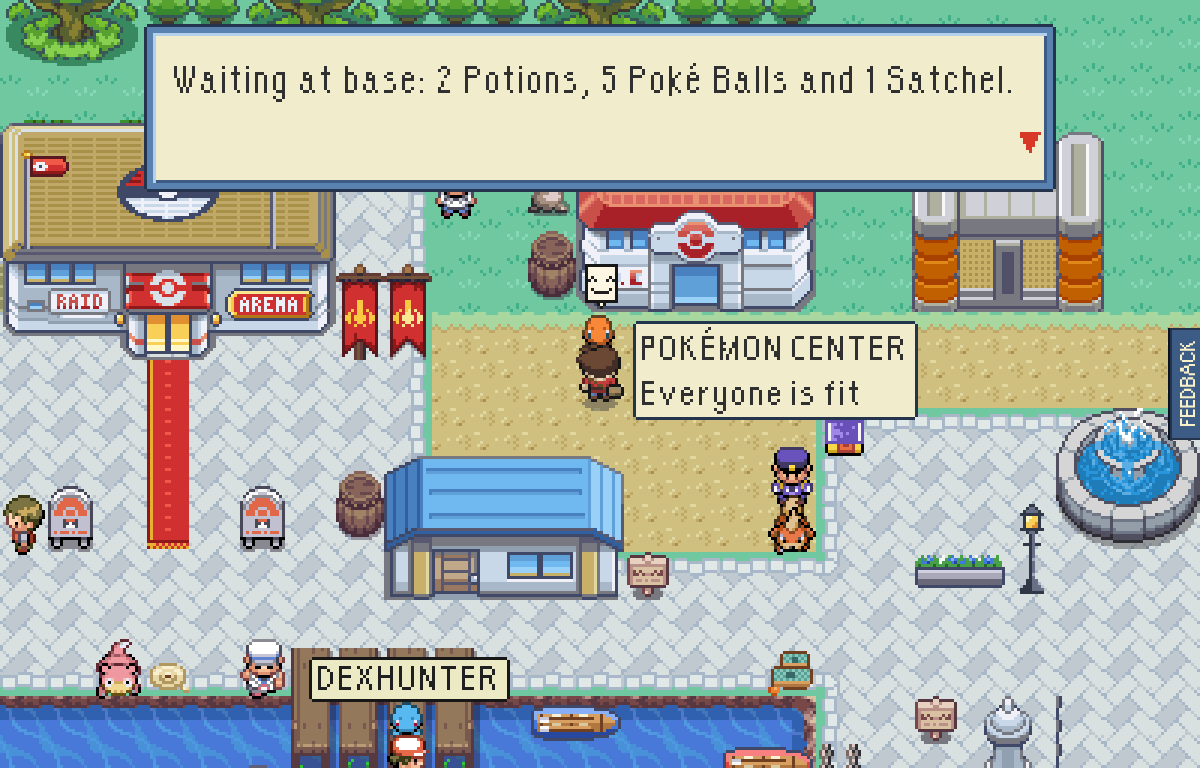 Waiting at base: 2 Potions, 5 Poké Balls and 1 Satchel.
RAID
ARENA
POKÉMON CENTER
Everyone is fit
FEEDBACK
DEXHUNTER